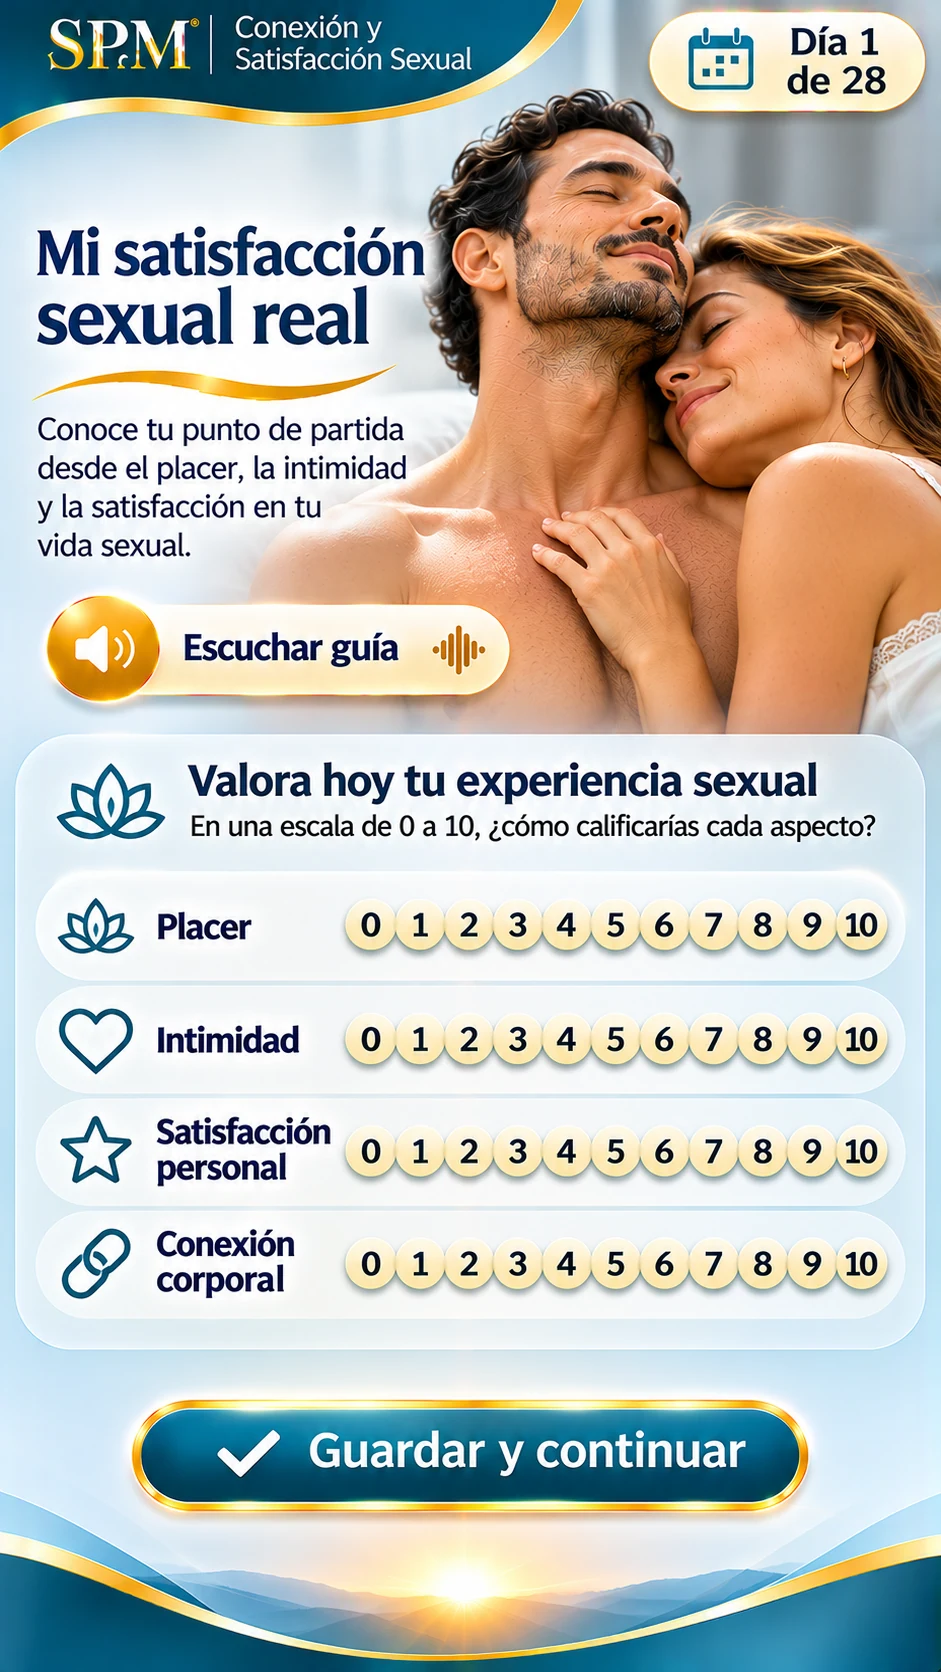 SPM®
Conexión y
Satisfacción Sexual
Día 1
de 28
Mi satisfacción
sexual real
Conoce tu punto de partida
desde el placer, la intimidad
y la satisfacción en tu
vida sexual.
Escuchar guía
Valora hoy tu experiencia sexual
En una escala de 0 a 10, ¿cómo calificarías cada aspecto?
Placer 0 1 2 3 4 5 6 7 8 9 10
Intimidad 0 1 2 3 4 5 6 7 8 9 10
Satisfacción
personal 0 1 2 3 4 5 6 7 8 9 10
Conexión
corporal 0 1 2 3 4 5 6 7 8 9 10
Guardar y continuar